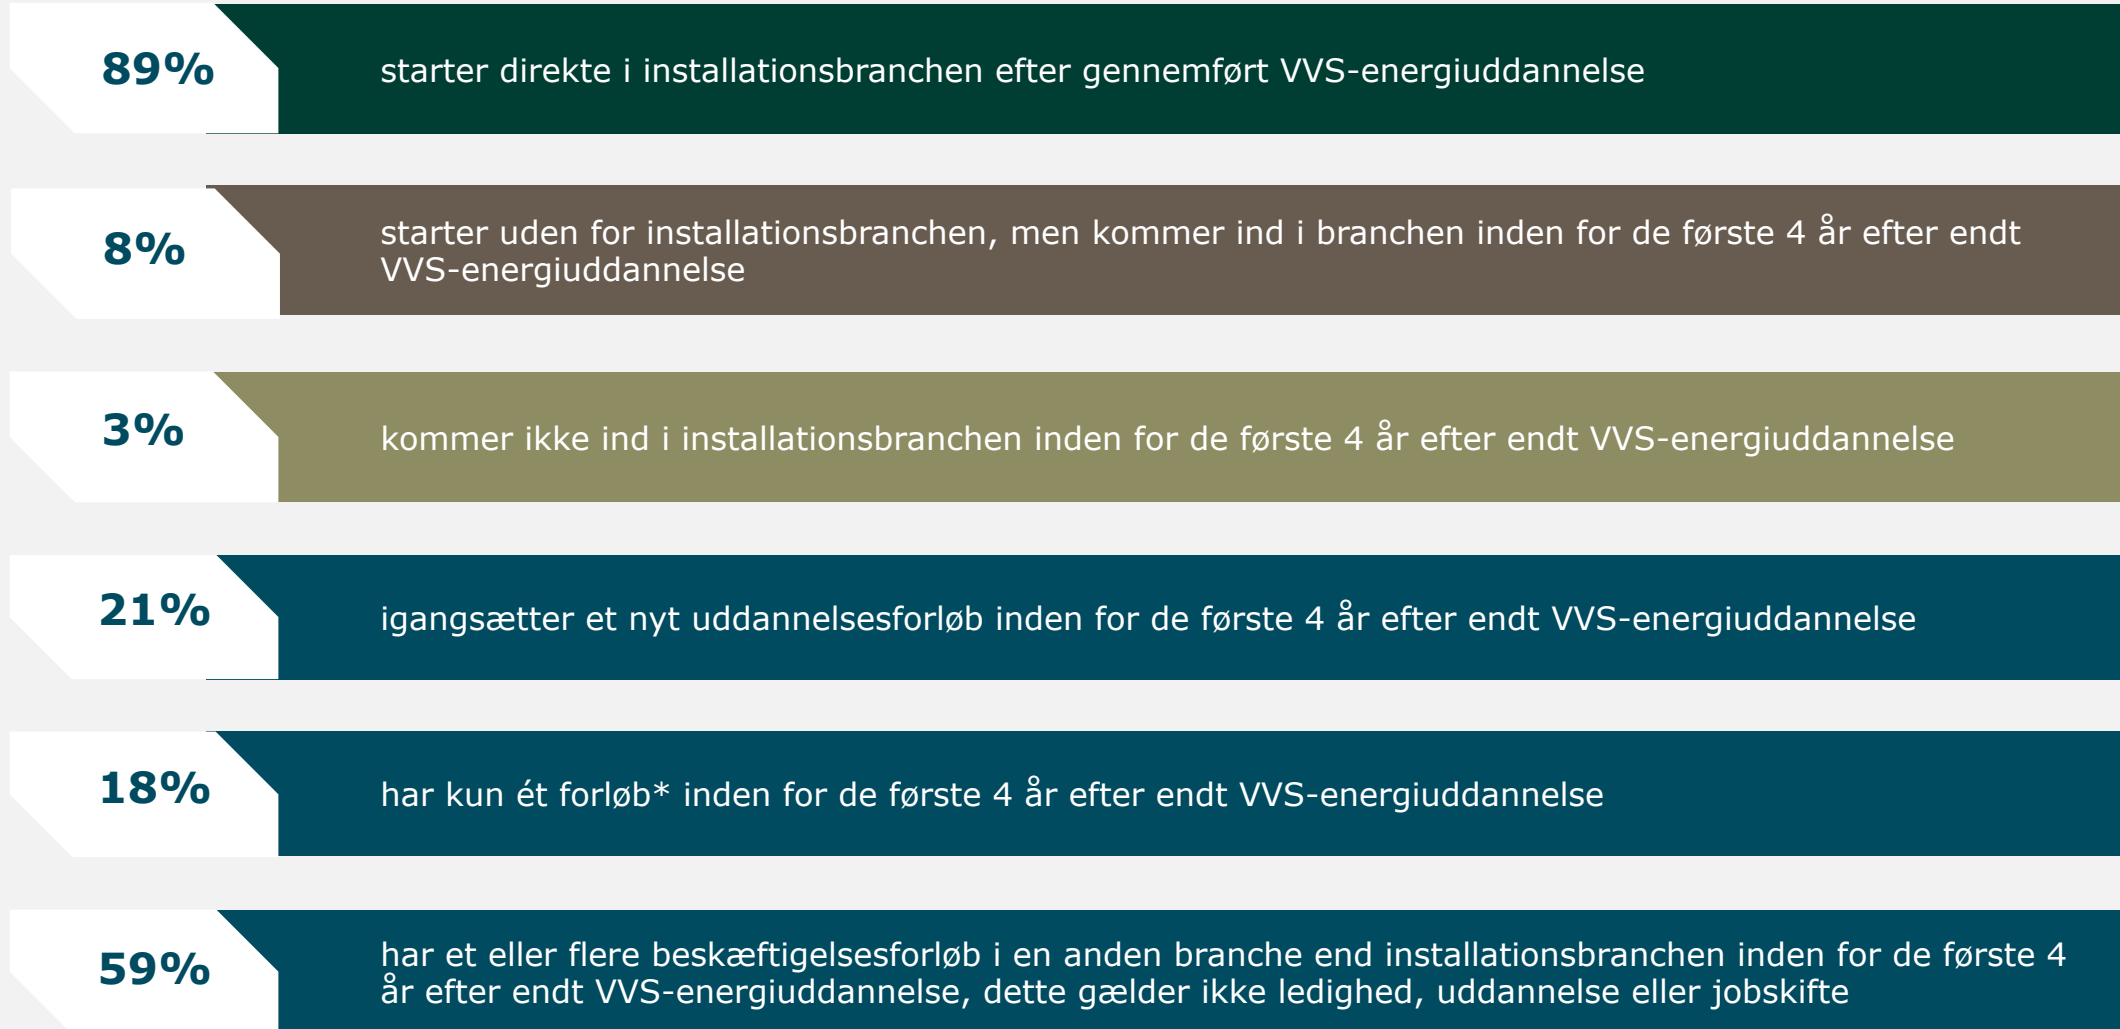 89%
starter direkte i installationsbranchen efter gennemført VVS-energiuddannelse
8%
starter uden for installationsbranchen, men kommer ind i branchen inden for de første 4 år efter endt
VVS-energiuddannelse
3%
kommer ikke ind i installationsbranchen inden for de første 4 år efter endt VVS-energiuddannelse
21%
igangsætter et nyt uddannelsesforløb inden for de første 4 år efter endt VVS-energiuddannelse
18%
har kun ét forløb* inden for de første 4 år efter endt VVS-energiuddannelse
59%
har et eller flere beskæftigelsesforløb i en anden branche end installationsbranchen inden for de første 4
år efter endt VVS-energiuddannelse, dette gælder ikke ledighed, uddannelse eller jobskifte